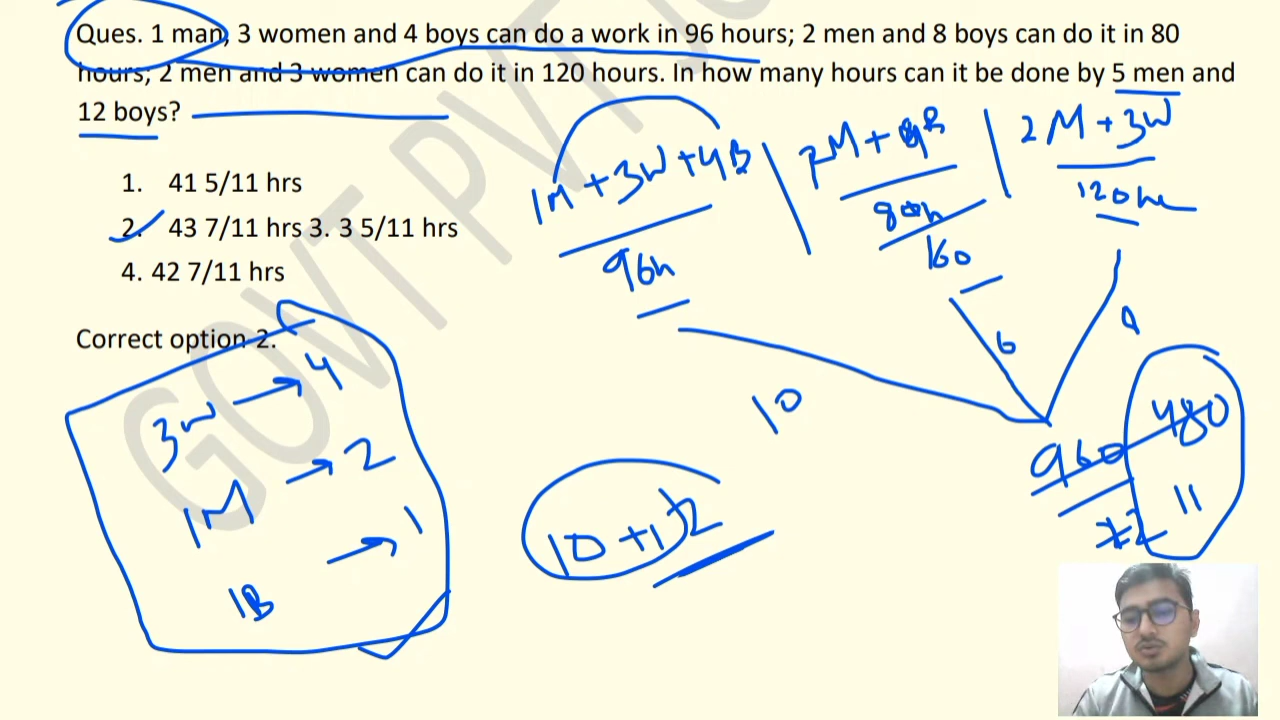 Ques. 1 man, 3 women and 4 boys can do a work in 96 hours; 2 men and 8 boys can do it in 80
hours; 2 men and 3 women can do it in 120 hours. In how many hours can it be done by 5 men and
12 boys?
1. 41 5/11 hrs
2. 43 7/11 hrs 3. 3 5/11 hrs
4. 42 7/11 hrs
Correct option 2.
1M + 3W + 4B
96h
2M + 8B
80h
160
2M + 3W
120hr
6
10
960
480
11
3W → 4
1M → 2
1B → 1
10 + 12
GOVT PVT